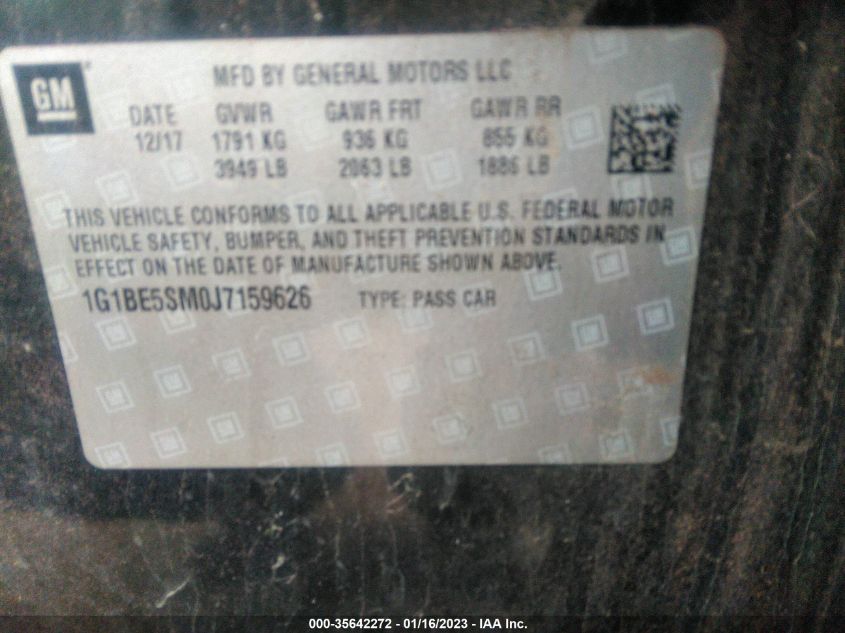 GM
MFD BY GENERAL MOTORS LLC
DATE GVWR GAWR FRT GAWR RR
12/17 1791 KG 936 KG 855 KG
3949 LB 2063 LB 1886 LB
THIS VEHICLE CONFORMS TO ALL APPLICABLE U.S. FEDERAL MOTOR
VEHICLE SAFETY, BUMPER, AND THEFT PREVENTION STANDARDS IN
EFFECT ON THE DATE OF MANUFACTURE SHOWN ABOVE.
1G1BE5SM0J7159626 TYPE: PASS CAR
000-35642272 - 01/16/2023 - IAA Inc.